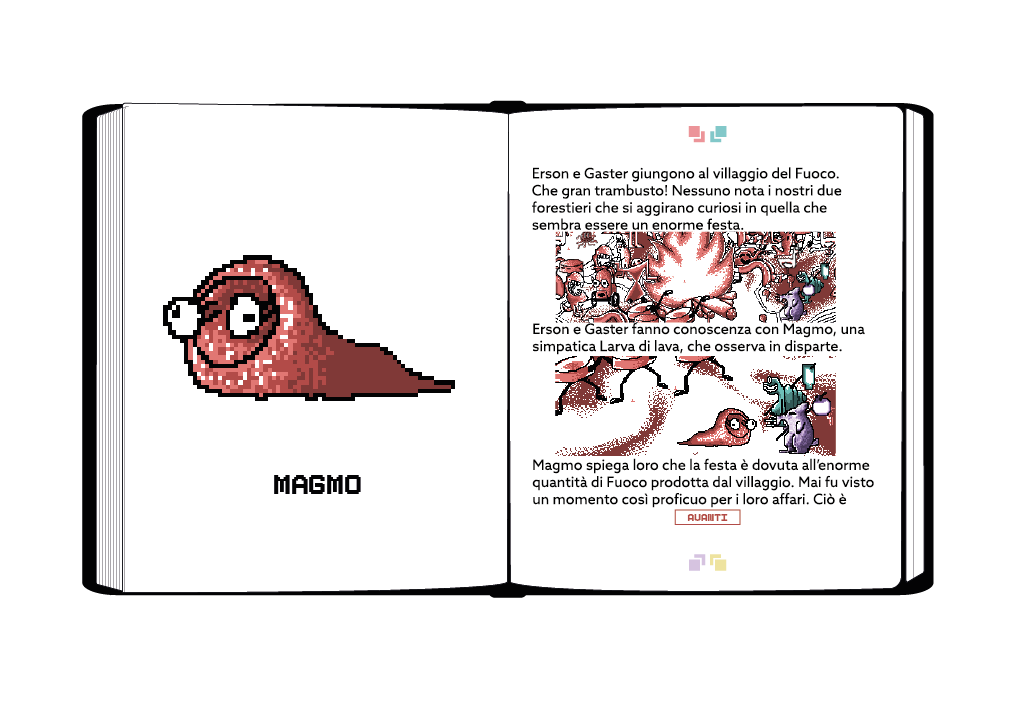 MAGMO
Erson e Gaster giungono al villaggio del Fuoco.
Che gran trambusto! Nessuno nota i nostri due
forestieri che si aggirano curiosi in quella che
sembra essere un enorme festa.
Erson e Gaster fanno conoscenza con Magmo, una
simpatica Larva di lava, che osserva in disparte.
Magmo spiega loro che la festa è dovuta all'enorme
quantità di Fuoco prodotta dal villaggio. Mai fu visto
un momento così proficuo per i loro affari. Ciò è
AVANTI